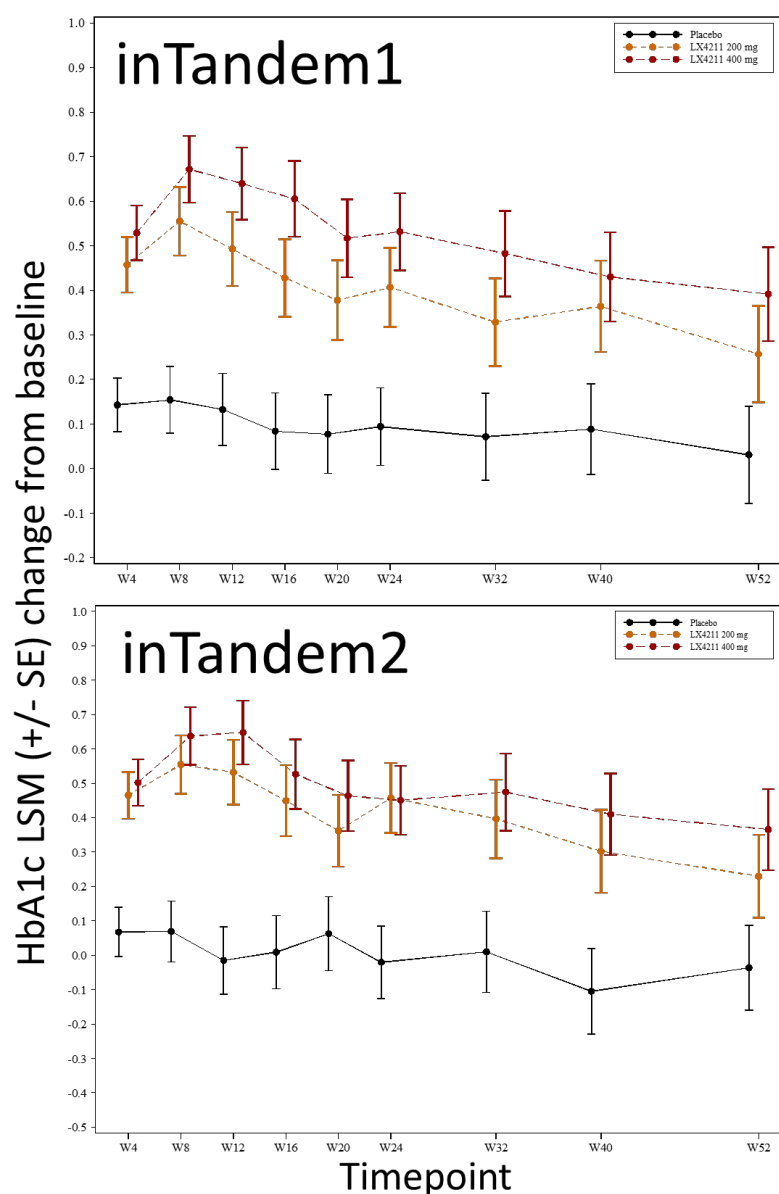 HbA1c LSM (+/- SE) change from baseline
inTandem1
Placebo
LX4211 200 mg
LX4211 400 mg
1.0
0.9
0.8
0.7
0.6
0.5
0.4
0.3
0.2
0.1
0.0
-0.1
-0.2
W4 W8 W12 W16 W20 W24 W32 W40 W52
inTandem2
Placebo
LX4211 200 mg
LX4211 400 mg
1.0
0.9
0.8
0.7
0.6
0.5
0.4
0.3
0.2
0.1
0.0
-0.1
-0.2
-0.3
-0.4
-0.5
W4 W8 W12 W16 W20 W24 W32 W40 W52
Timepoint